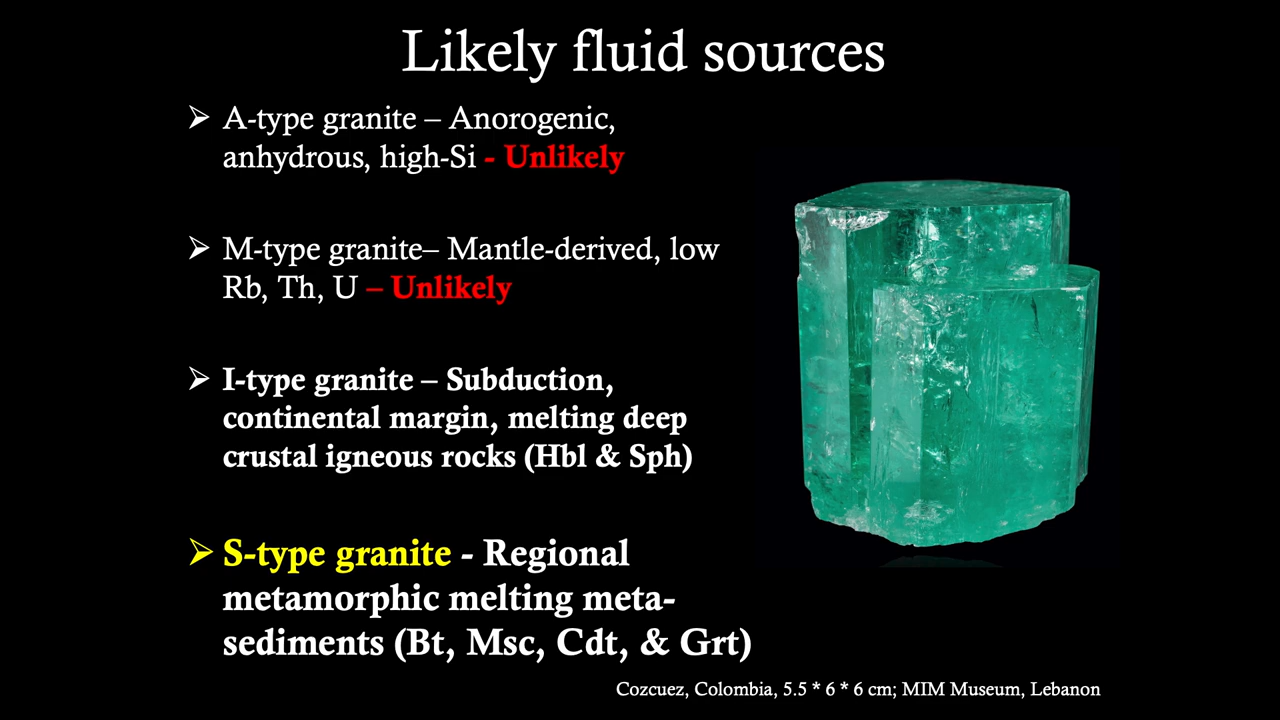 Likely fluid sources
➢ A-type granite – Anorogenic,
anhydrous, high-Si - Unlikely
➢ M-type granite– Mantle-derived, low
Rb, Th, U – Unlikely
➢ I-type granite – Subduction,
continental margin, melting deep
crustal igneous rocks (Hbl & Sph)
➢ S-type granite - Regional
metamorphic melting meta-
sediments (Bt, Msc, Cdt, & Grt)
Cozcuez, Colombia, 5.5 * 6 * 6 cm; MIM Museum, Lebanon